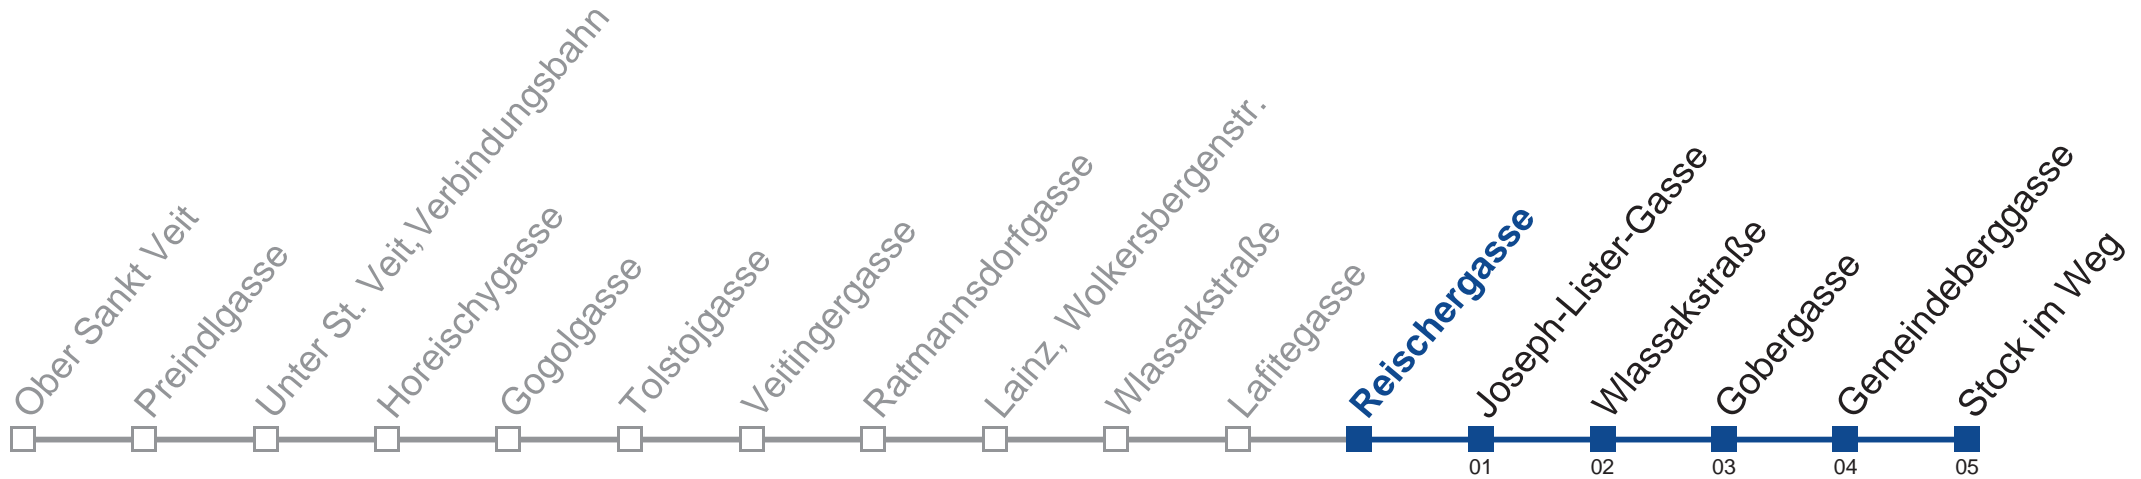 Ober Sankt Veit
Preindlgasse
Unter St. Veit, Verbindungsbahn
Horeischygasse
Gogolgasse
Tolstojgasse
Veitingergasse
Ratmannsdorfgasse
Lainz, Wolkersbergenstr.
Wlassakstraße
Lafitegasse
Reischergasse
Joseph-Lister-Gasse
Wlassakstraße
Gobergasse
Gemeindeberggasse
Stock im Weg
01
02
03
04
05